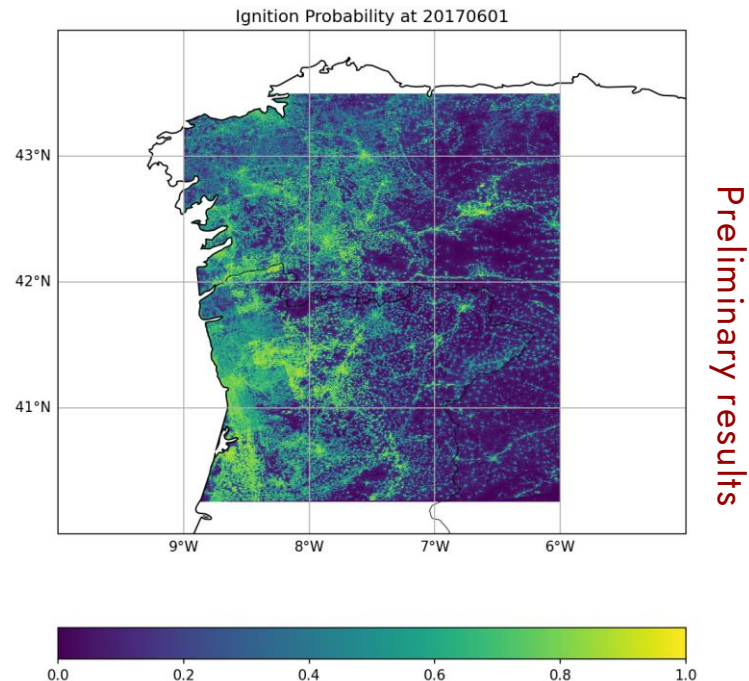 Ignition Probability at 20170601
43°N
42°N
41°N
9°W
8°W
7°W
6°W
Preliminary results
0.0
0.2
0.4
0.6
0.8
1.0